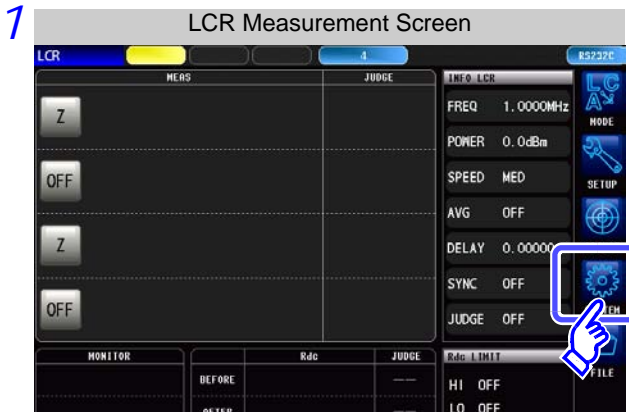 1
LCR Measurement Screen
LCR
4
RS232C
MEAS
JUDGE
INFO LCR
Z
OFF
Z
OFF
FREQ 1.0000MHz
POWER 0.0dBm
SPEED MED
AVG OFF
DELAY 0.00000
SYNC OFF
JUDGE OFF
LCA
MODE
SETUP
FILE
MONITOR
Rdc
JUDGE
BEFORE
----
AFTER
Rdc LIMIT
HI OFF
LO OFF